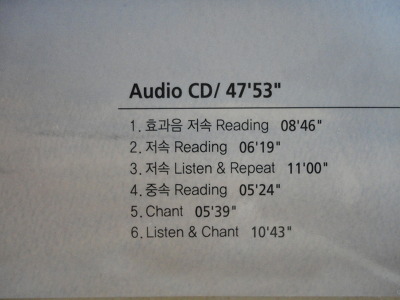 Audio CD/ 47'53"
1. 효과음 저속 Reading 08'46"
2. 저속 Reading 06'19"
3. 저속 Listen & Repeat 11'00"
4. 중속 Reading 05'24"
5. Chant 05'39"
6. Listen & Chant 10'43"